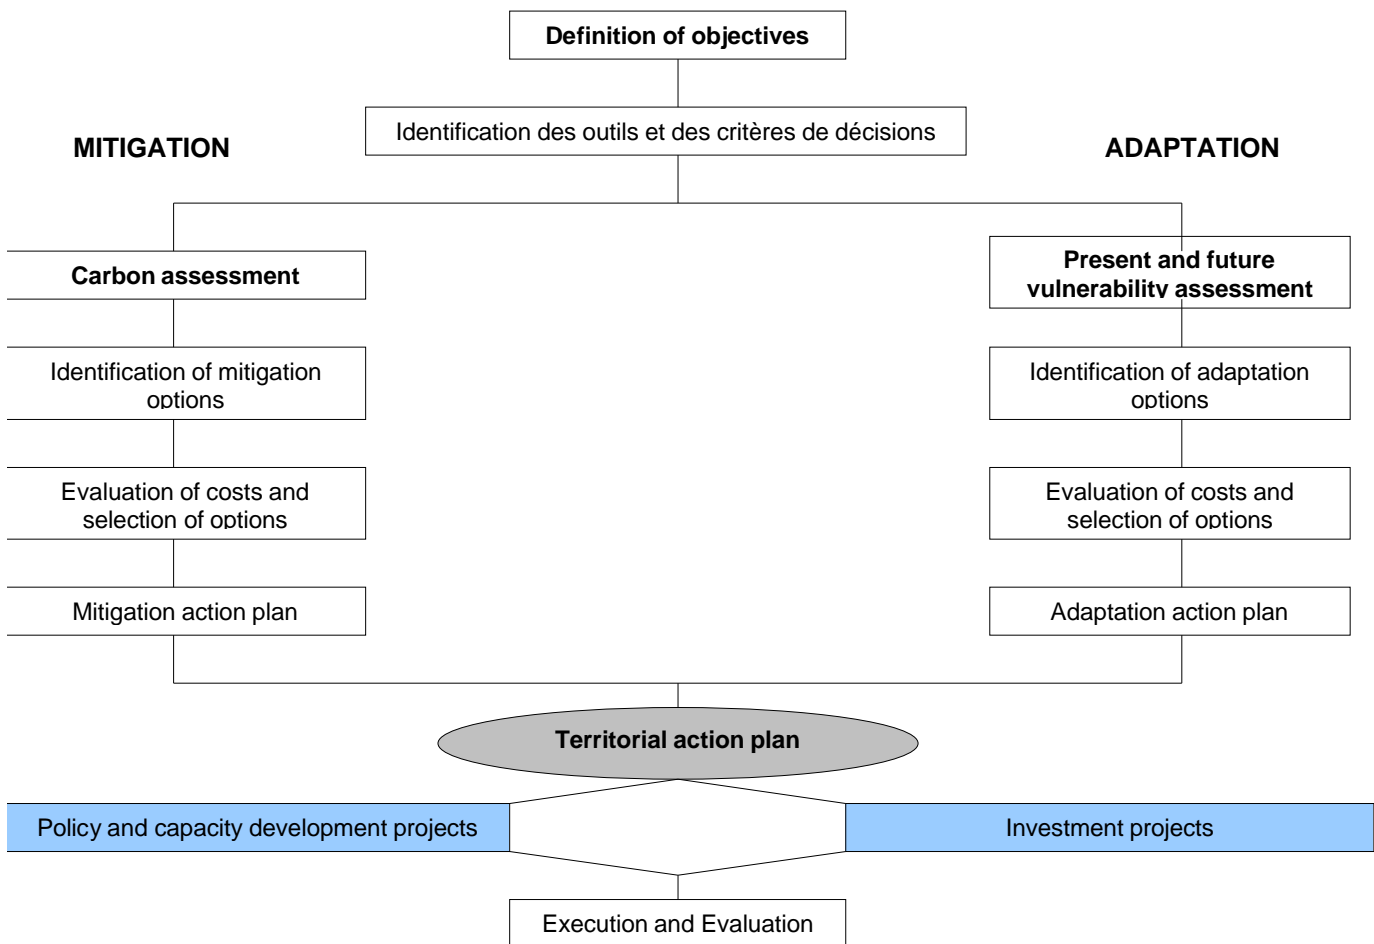 Definition of objectives
Identification des outils et des critères de décisions
MITIGATION
ADAPTATION
Carbon assessment
Present and future
vulnerability assessment
Identification of mitigation
options
Identification of adaptation
options
Evaluation of costs and
selection of options
Evaluation of costs and
selection of options
Mitigation action plan
Adaptation action plan
Territorial action plan
Policy and capacity development projects
Investment projects
Execution and Evaluation